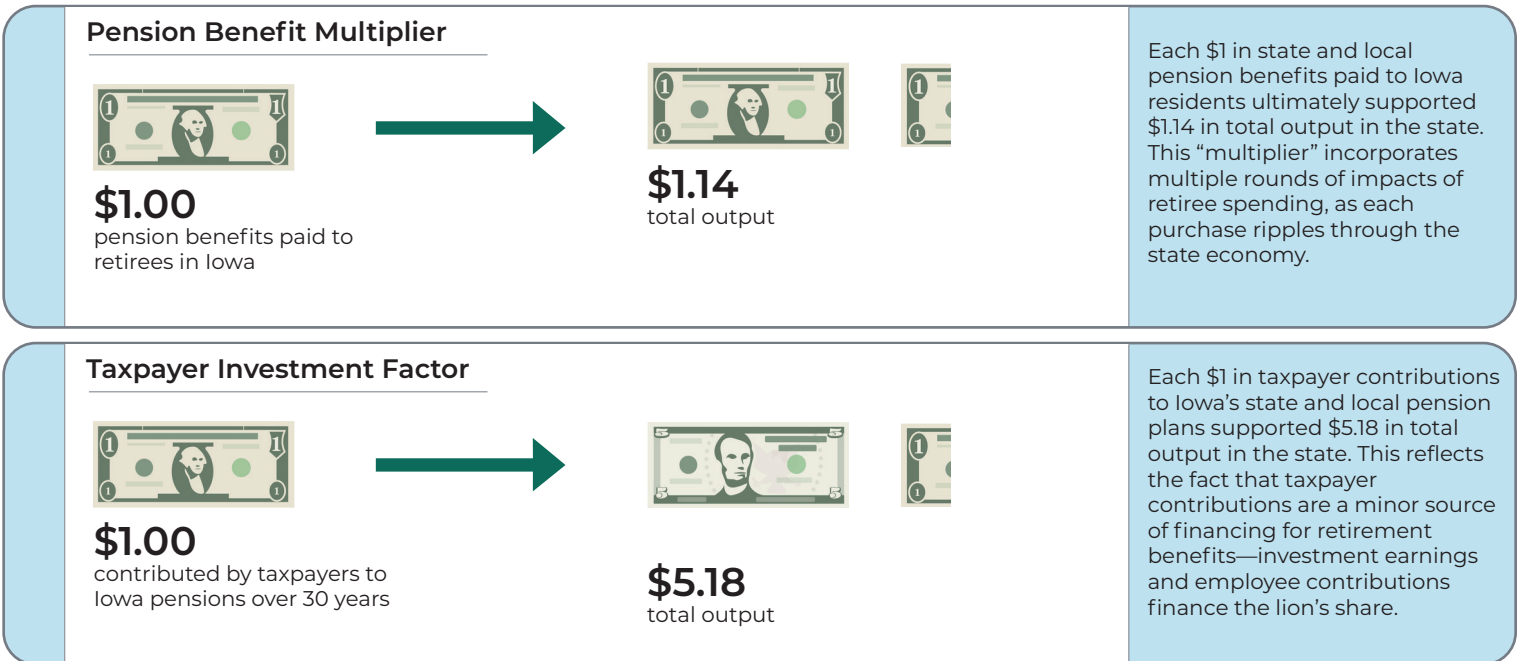 Pension Benefit Multiplier
$1.00
pension benefits paid to
retirees in Iowa
$1.14
total output
Each $1 in state and local
pension benefits paid to Iowa
residents ultimately supported
$1.14 in total output in the state.
This “multiplier” incorporates
multiple rounds of impacts of
retiree spending, as each
purchase ripples through the
state economy.
Taxpayer Investment Factor
$1.00
contributed by taxpayers to
Iowa pensions over 30 years
$5.18
total output
Each $1 in taxpayer contributions
to Iowa’s state and local pension
plans supported $5.18 in total
output in the state. This reflects
the fact that taxpayer
contributions are a minor source
of financing for retirement
benefits—investment earnings
and employee contributions
finance the lion’s share.